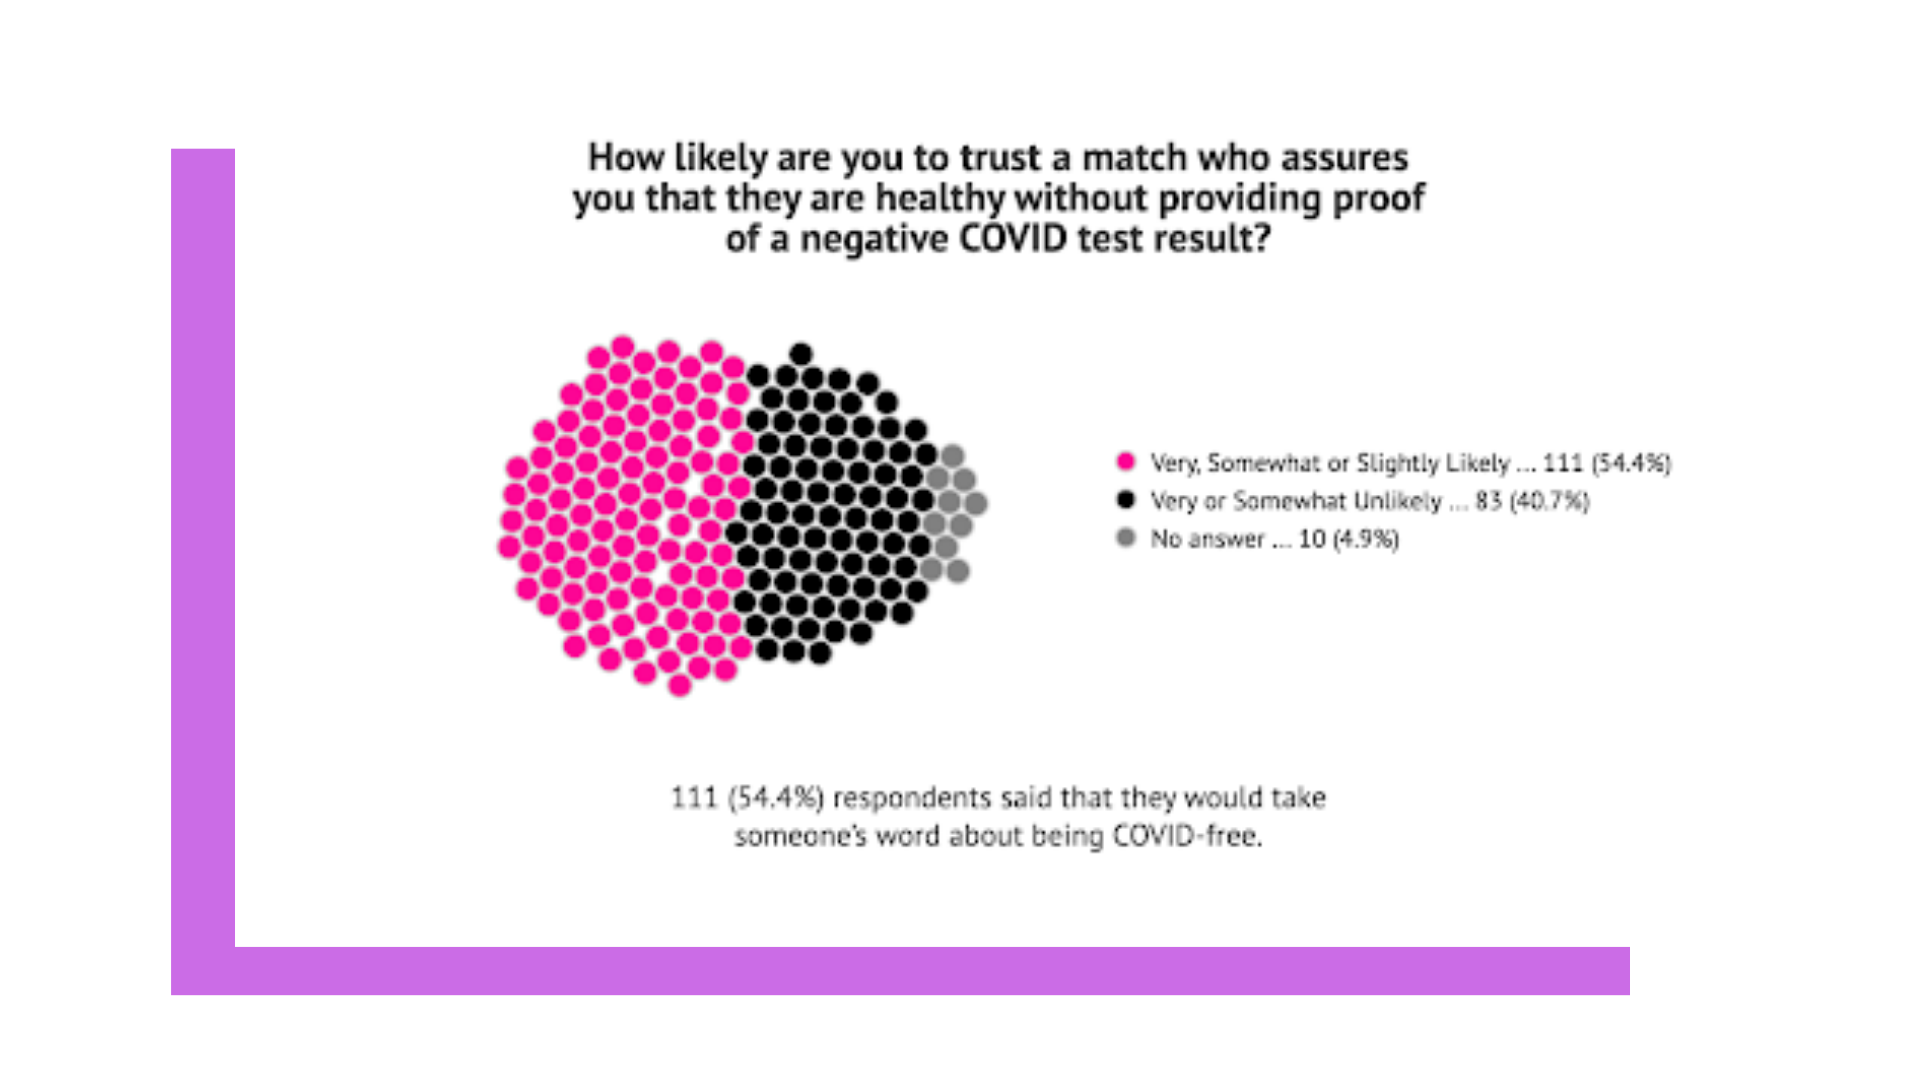 How likely are you to trust a match who assures
you that they are healthy without providing proof
of a negative COVID test result?
Very, Somewhat or Slightly Likely ... 111 (54.4%)
Very or Somewhat Unlikely ... 83 (40.7%)
No answer ... 10 (4.9%)
111 (54.4%) respondents said that they would take
someone's word about being COVID-free.